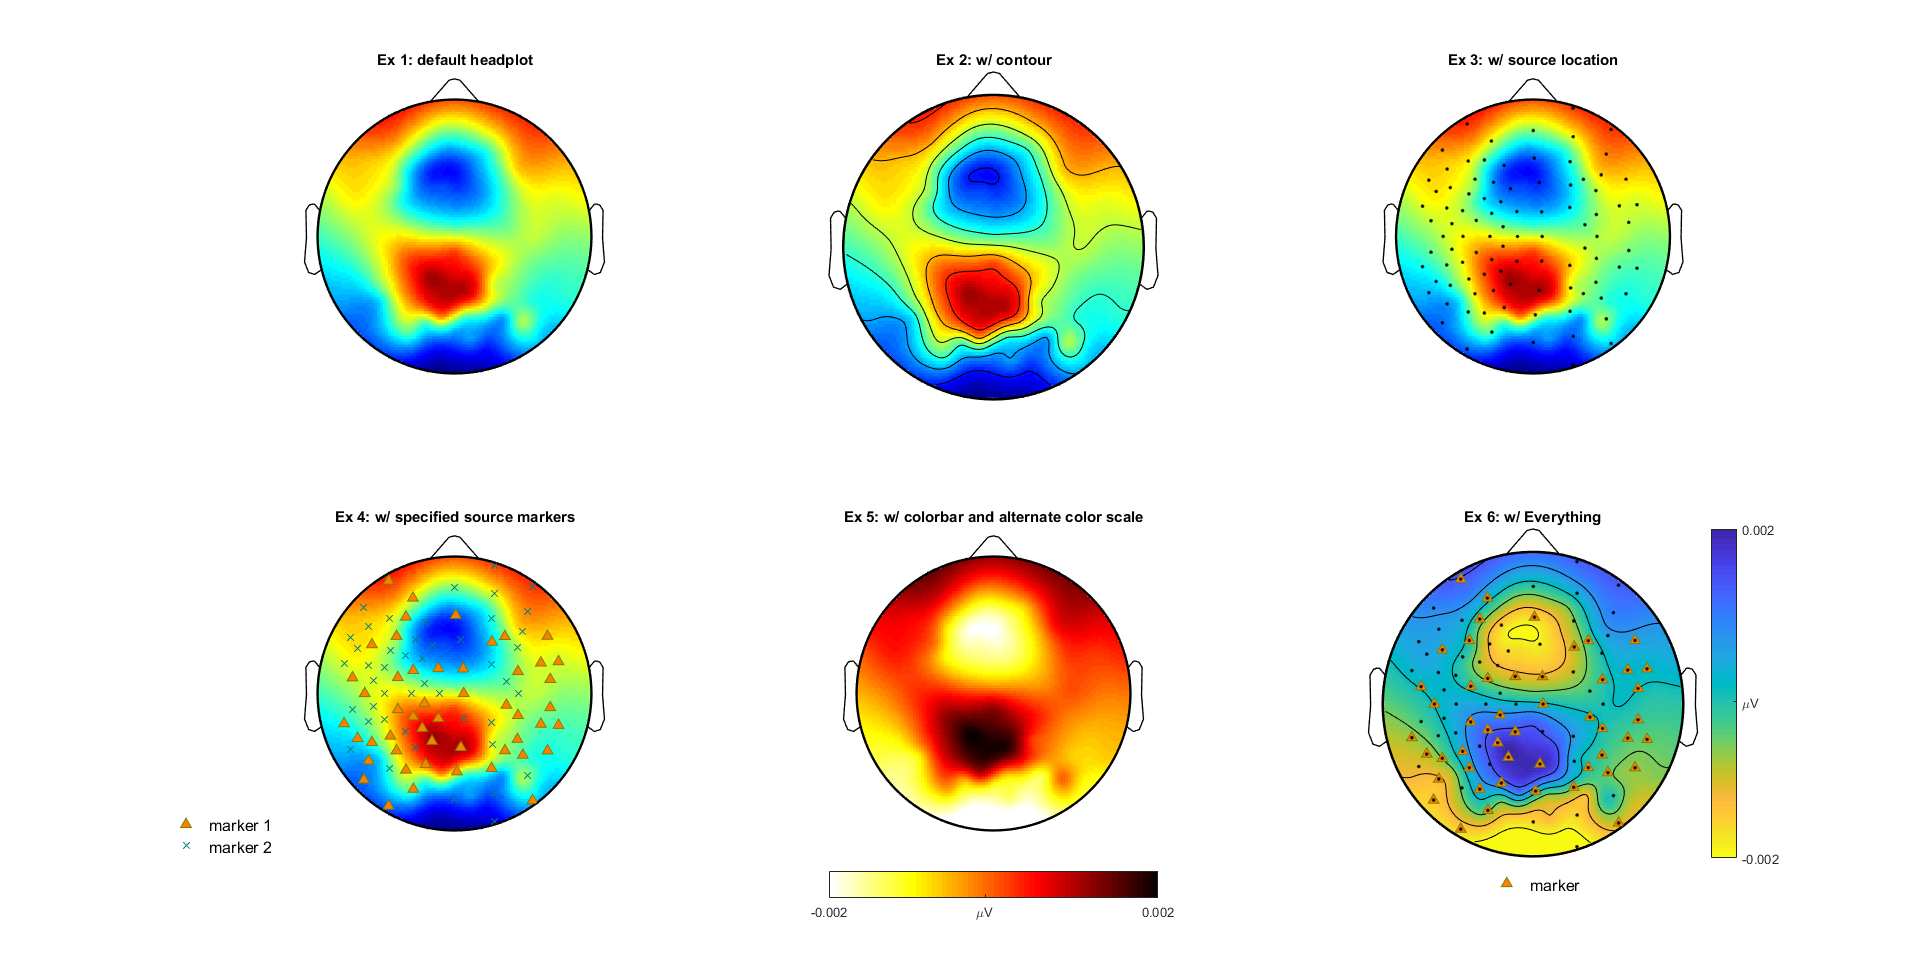 Ex 1: default headplot
Ex 2: w/ contour
Ex 3: w/ source location
Ex 4: w/ specified source markers
marker 1
marker 2
Ex 5: w/ colorbar and alternate color scale
-0.002
μV
0.002
Ex 6: w/ Everything
0.002
μV
-0.002
marker